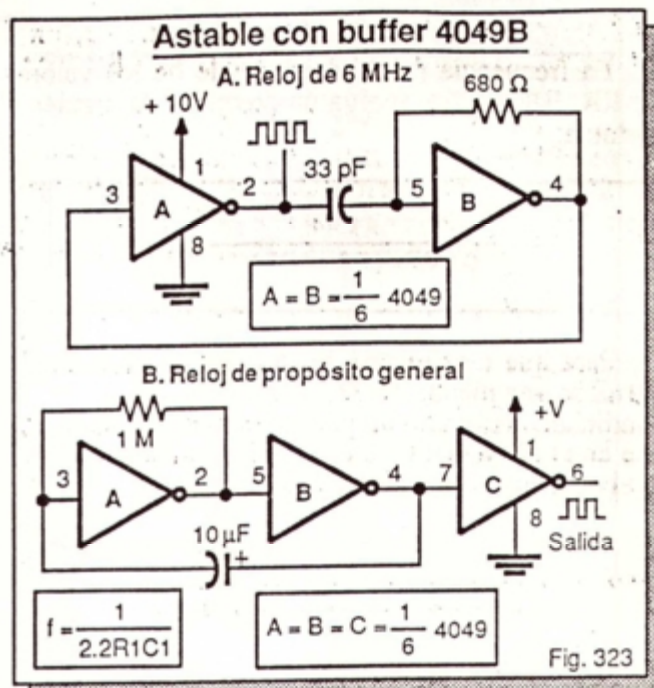 Astable con buffer 4049B
A. Reloj de 6 MHz
680 Ω
+ 10V
1
33 pF
3
A
2
5
B
4
8
A = B = 1/6 4049
B. Reloj de propósito general
+V
1 M
1
3
A
2
5
B
4
7
C
6
10 µF
+
8
Salida
f = 1/2.2R1C1
A = B = C = 1/6 4049
Fig. 323